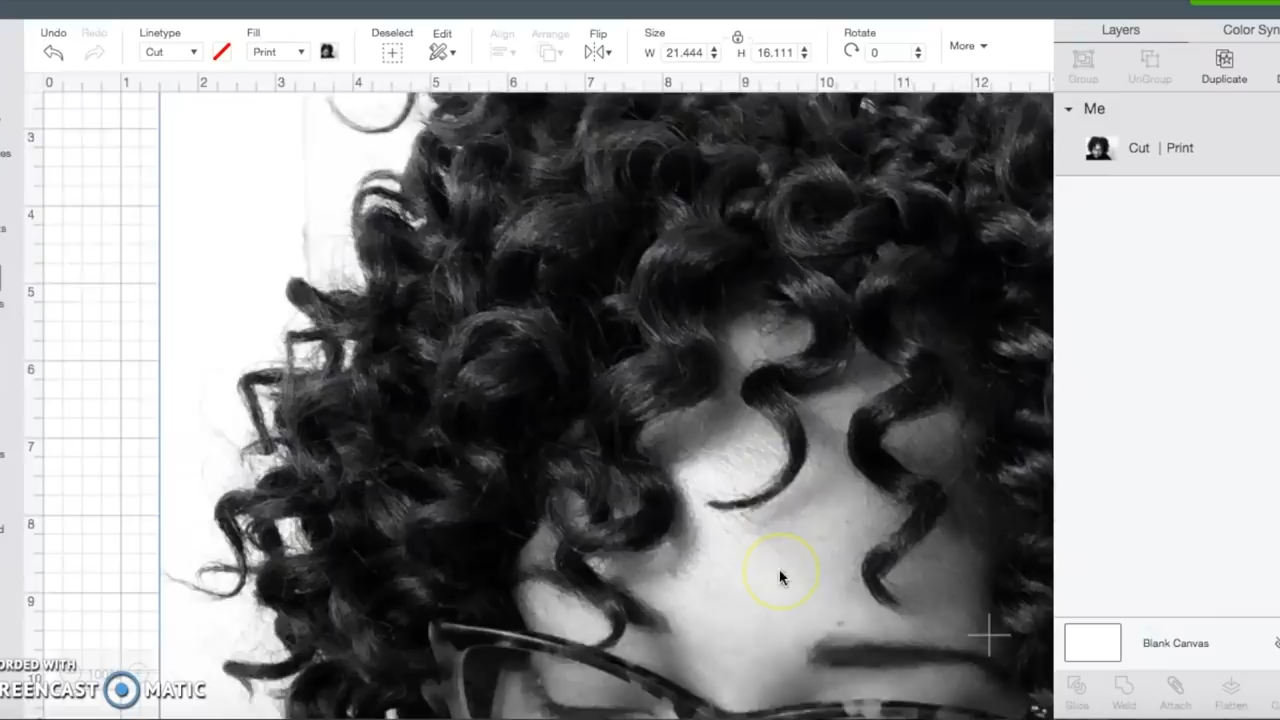 Undo Redo Linetype Fill Deselect Edit Align Arrange Flip Size Rotate
Cut Print W 21.444 H 16.111 0 More
Layers Color Syn
Group UnGroup Duplicate
0 1 2 3 4 5 6 7 8 9 10 11 12
3
4
5
6
7
8
9
10
Me
Cut | Print
Blank Canvas
Slice Weld Attach Flatten
ORDED WITH
REENCAST MATIC